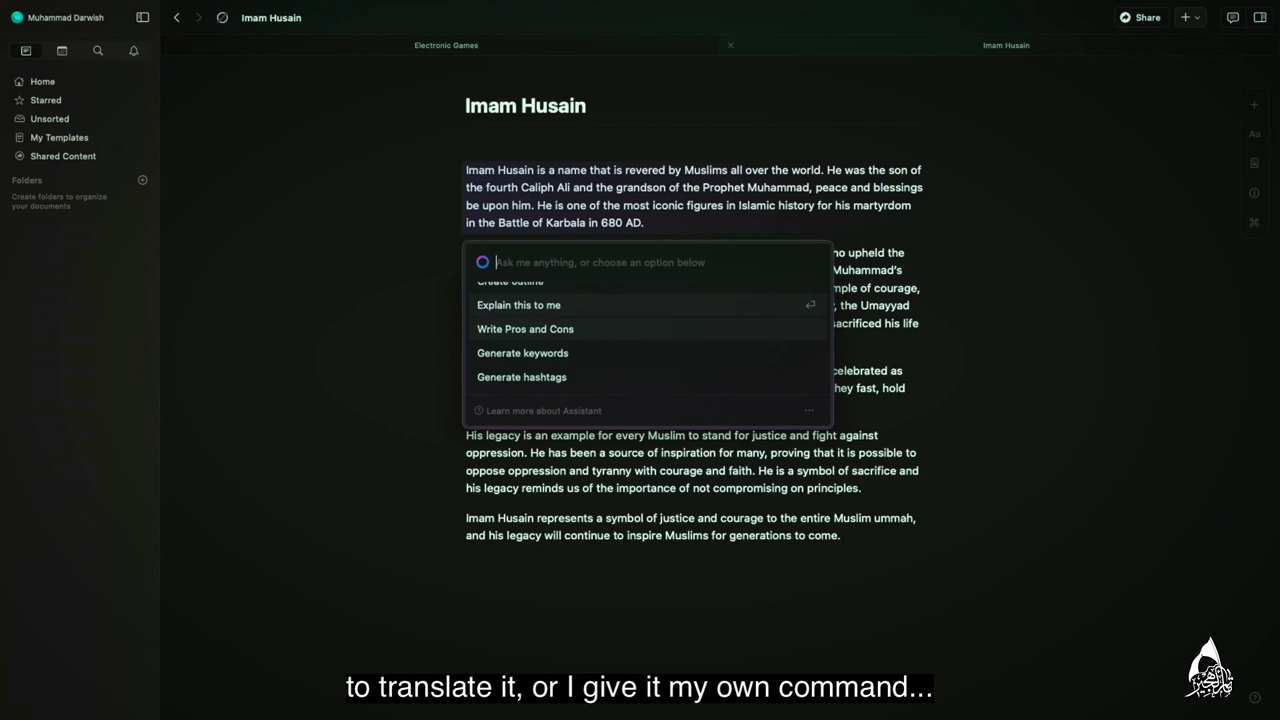 Muhammad Darwish
Imam Husain
Share
Electronic Games
Imam Husain
Home
Starred
Unsorted
My Templates
Shared Content
Folders
Create folders to organize
your documents
Aa
Imam Husain
Imam Husain is a name that is revered by Muslims all over the world. He was the son of
the fourth Caliph Ali and the grandson of the Prophet Muhammad, peace and blessings
be upon him. He is one of the most iconic figures in Islamic history for his martyrdom
in the Battle of Karbala in 680 AD.
ho upheld the
Muhammad's
mple of courage,
, the Umayyad
sacrificed his life
celebrated as
hey fast, hold
Ask me anything, or choose an option below
Create outline
Explain this to me
Write Pros and Cons
Generate keywords
Generate hashtags
Learn more about Assistant
His legacy is an example for every Muslim to stand for justice and fight against
oppression. He has been a source of inspiration for many, proving that it is possible to
oppose oppression and tyranny with courage and faith. He is a symbol of sacrifice and
his legacy reminds us of the importance of not compromising on principles.
Imam Husain represents a symbol of justice and courage to the entire Muslim ummah,
and his legacy will continue to inspire Muslims for generations to come.
to translate it, or I give it my own command...